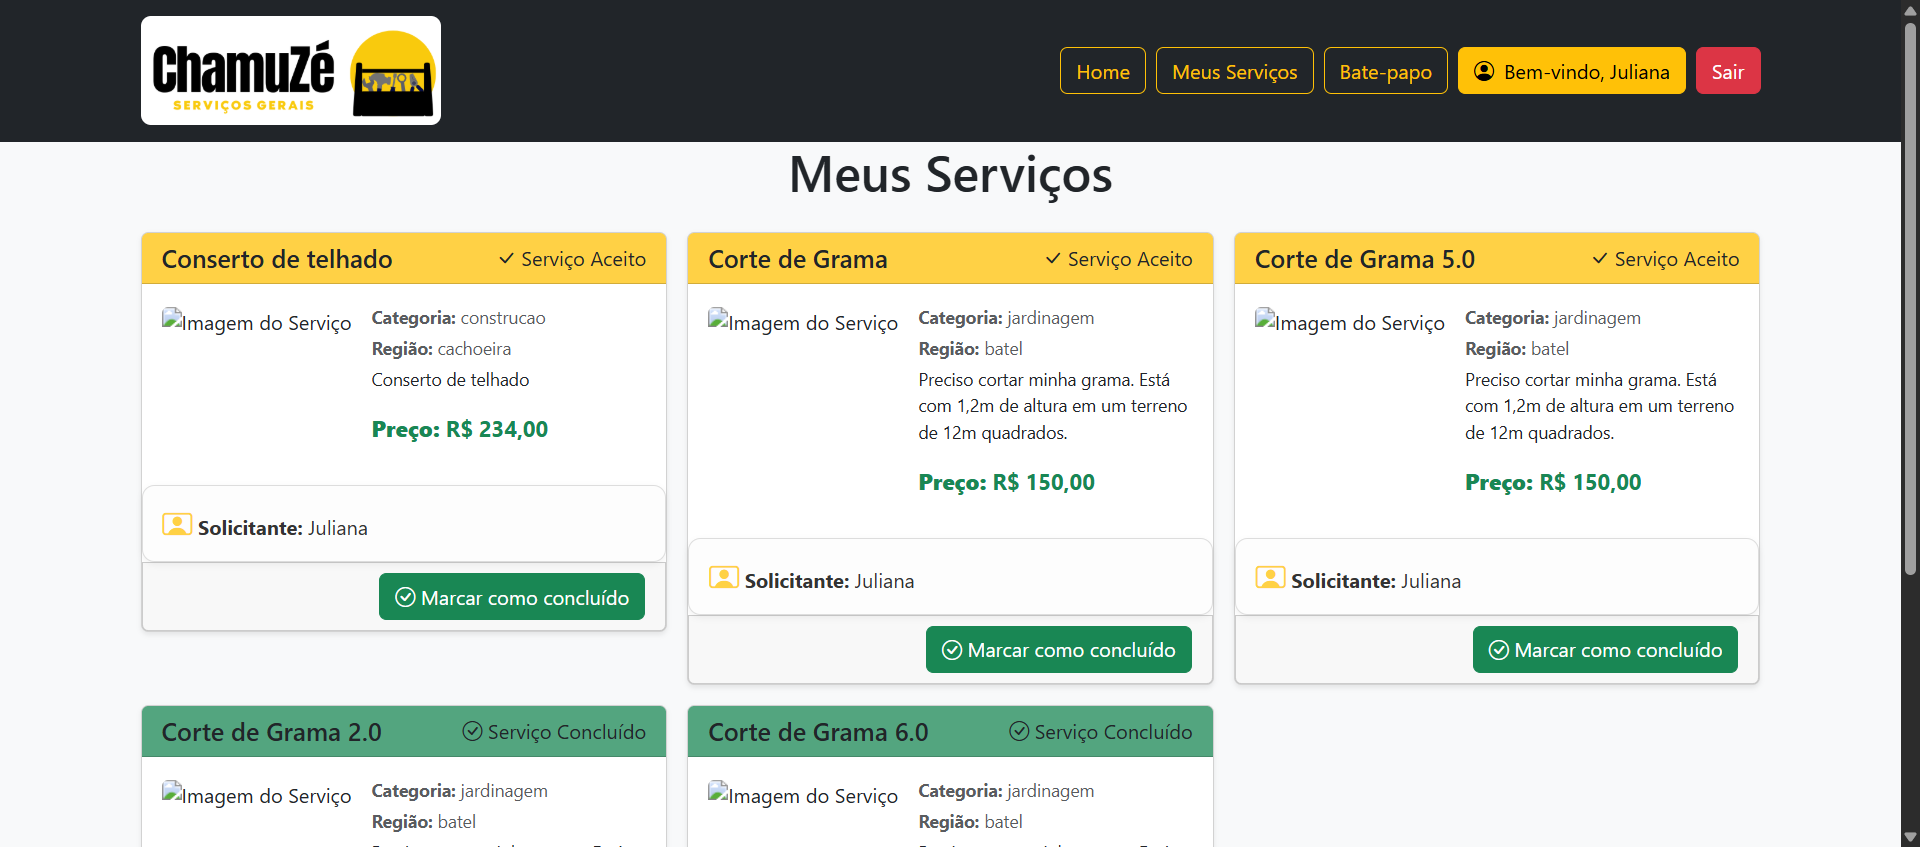 ChamuZé
SERVIÇOS GERAIS
Home
Meus Serviços
Bate-papo
Bem-vindo, Juliana
Sair
Meus Serviços
Conserto de telhado
Serviço Aceito
Imagem do Serviço
Categoria: construcao
Região: cachoeira
Conserto de telhado
Preço: R$ 234,00
Solicitante: Juliana
Marcar como concluído
Corte de Grama
Serviço Aceito
Imagem do Serviço
Categoria: jardinagem
Região: batel
Preciso cortar minha grama. Está
com 1,2m de altura em um terreno
de 12m quadrados.
Preço: R$ 150,00
Solicitante: Juliana
Marcar como concluído
Corte de Grama 5.0
Serviço Aceito
Imagem do Serviço
Categoria: jardinagem
Região: batel
Preciso cortar minha grama. Está
com 1,2m de altura em um terreno
de 12m quadrados.
Preço: R$ 150,00
Solicitante: Juliana
Marcar como concluído
Corte de Grama 2.0
Serviço Concluído
Imagem do Serviço
Categoria: jardinagem
Região: batel
Corte de Grama 6.0
Serviço Concluído
Imagem do Serviço
Categoria: jardinagem
Região: batel